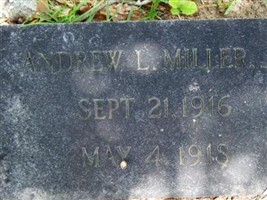 ANDREW L. MILLER
SEPT. 21 1916
MAY 4 1918